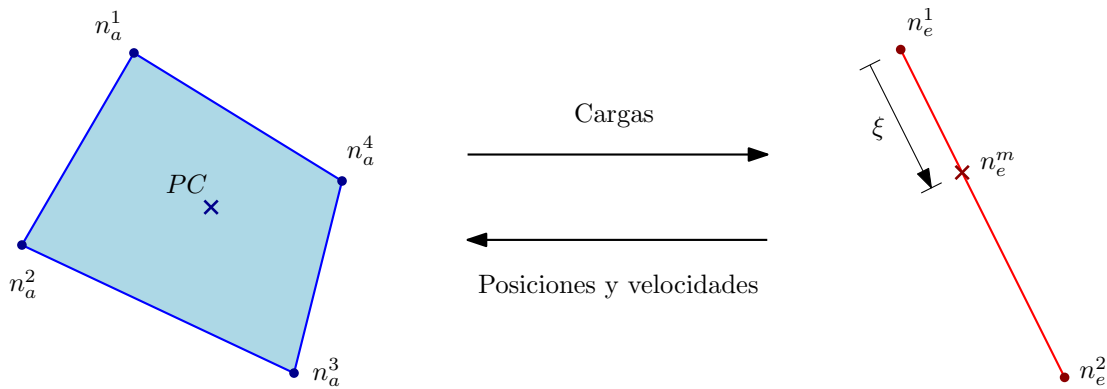 n_a^1
n_e^1
Cargas
ξ
n_a^4
n_e^m
PC
n_a^2
Posiciones y velocidades
n_a^3
n_e^2